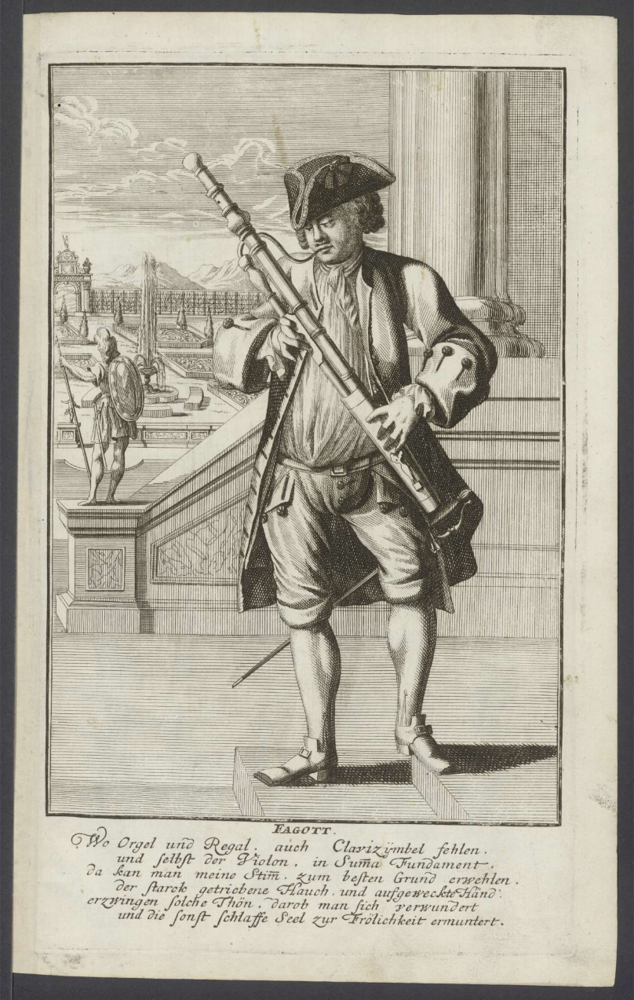 FAGOTT.
Wo Orgel und Regal. auch Clavizÿmbel fehlen.
und selbst der Violon. in Sum̄a Fundament.
da kan man meine Stim̄. zum besten Grund erwehlen.
der starck getriebene Hauch. und aufgeweckte Händ.
erzwingen solche Thön. darob man sich verwundert
und die sonst schlaffe Seel zur Frölichkeit ermuntert.